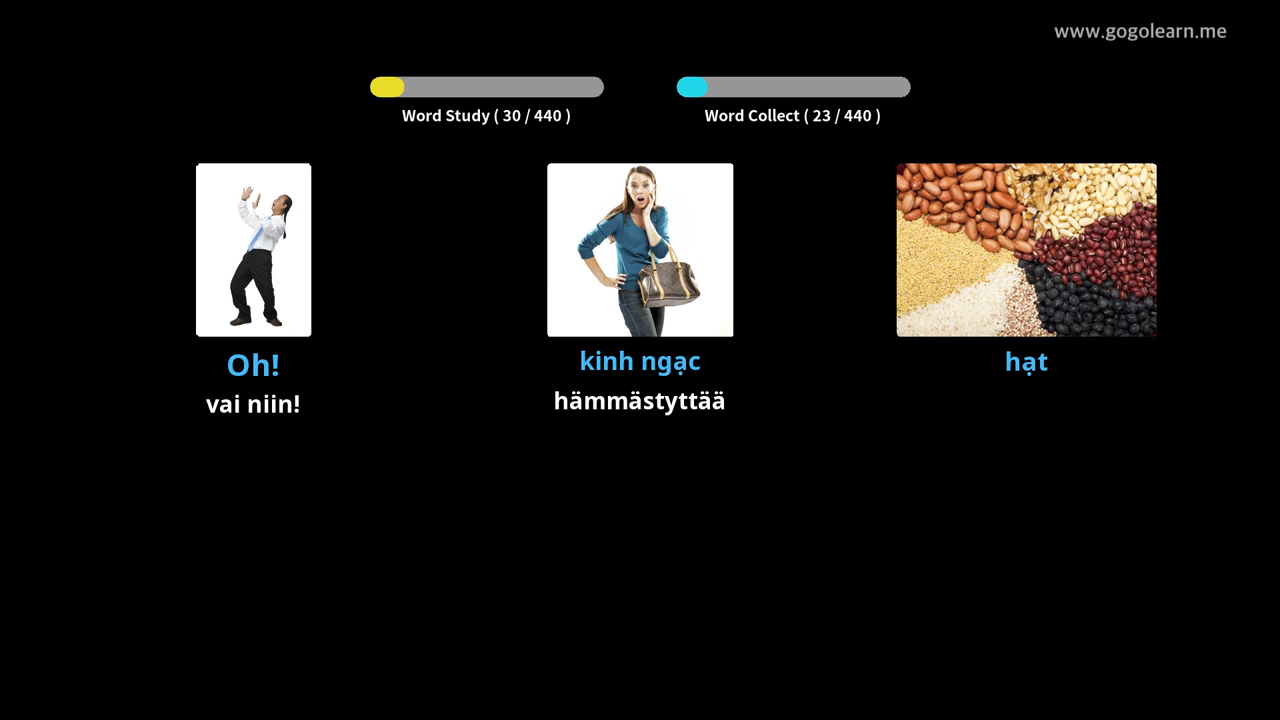 www.gogolearn.me
Word Study ( 30 / 440 )
Word Collect ( 23 / 440 )
Oh!
vai niin!
kinh ngạc
hämmästyttää
hạt